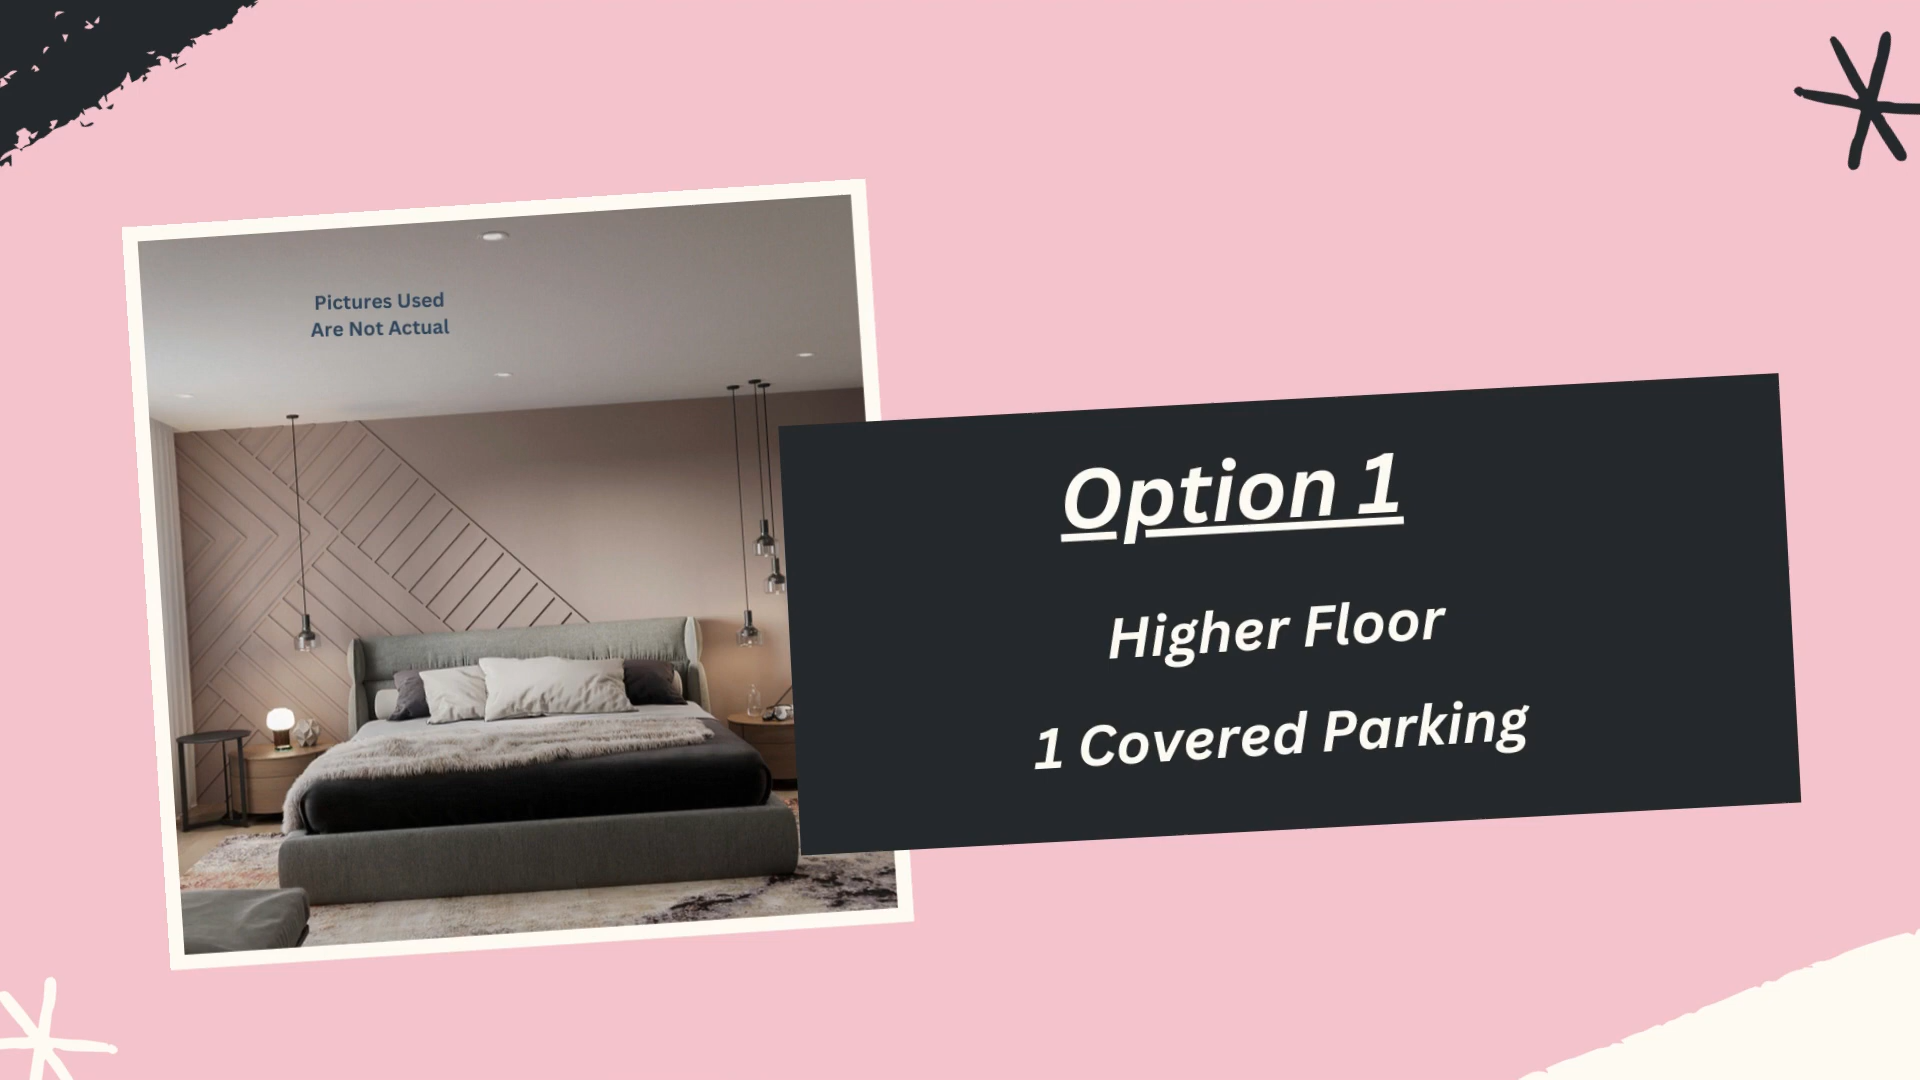 Pictures Used
Are Not Actual
Option 1
Higher Floor
1 Covered Parking